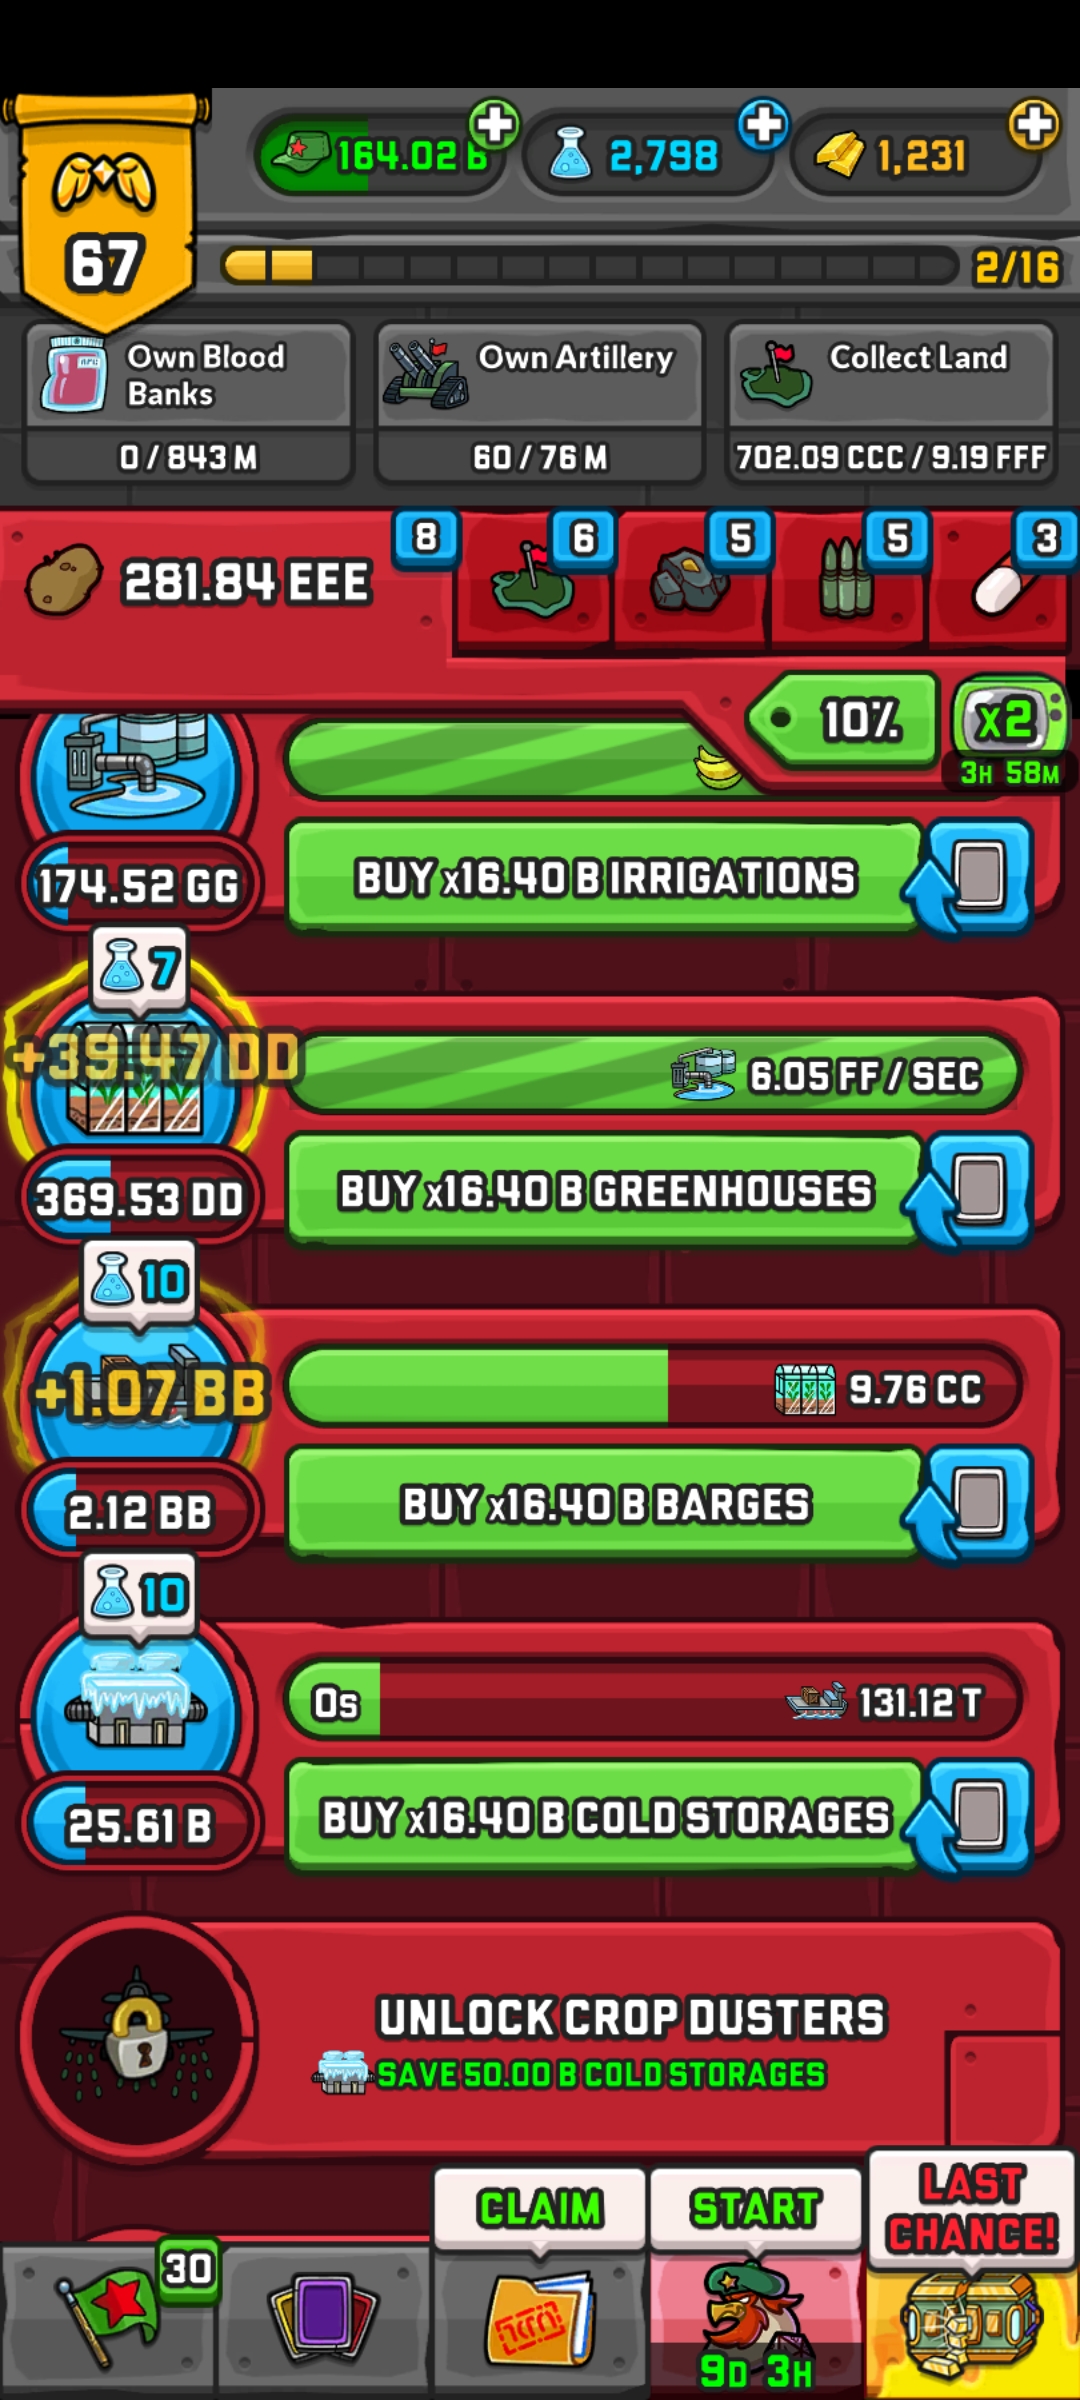 164.02 B
2,798
1,231
67
2/16
Own Blood
Banks
0 / 843 M
Own Artillery
60 / 76 M
Collect Land
702.09 CCC / 9.19 FFF
281.84 EEE
8
6
5
5
3
10%
x2
3H 58M
174.52 GG
BUY x16.40 B IRRIGATIONS
7
+39.47 DD
6.05 FF / SEC
369.53 DD
BUY x16.40 B GREENHOUSES
10
+1.07 BB
9.76 CC
2.12 BB
BUY x16.40 B BARGES
10
0s
131.12 T
25.61 B
BUY x16.40 B COLD STORAGES
UNLOCK CROP DUSTERS
SAVE 50.00 B COLD STORAGES
30
CLAIM
START
9D 3H
LAST
CHANCE!